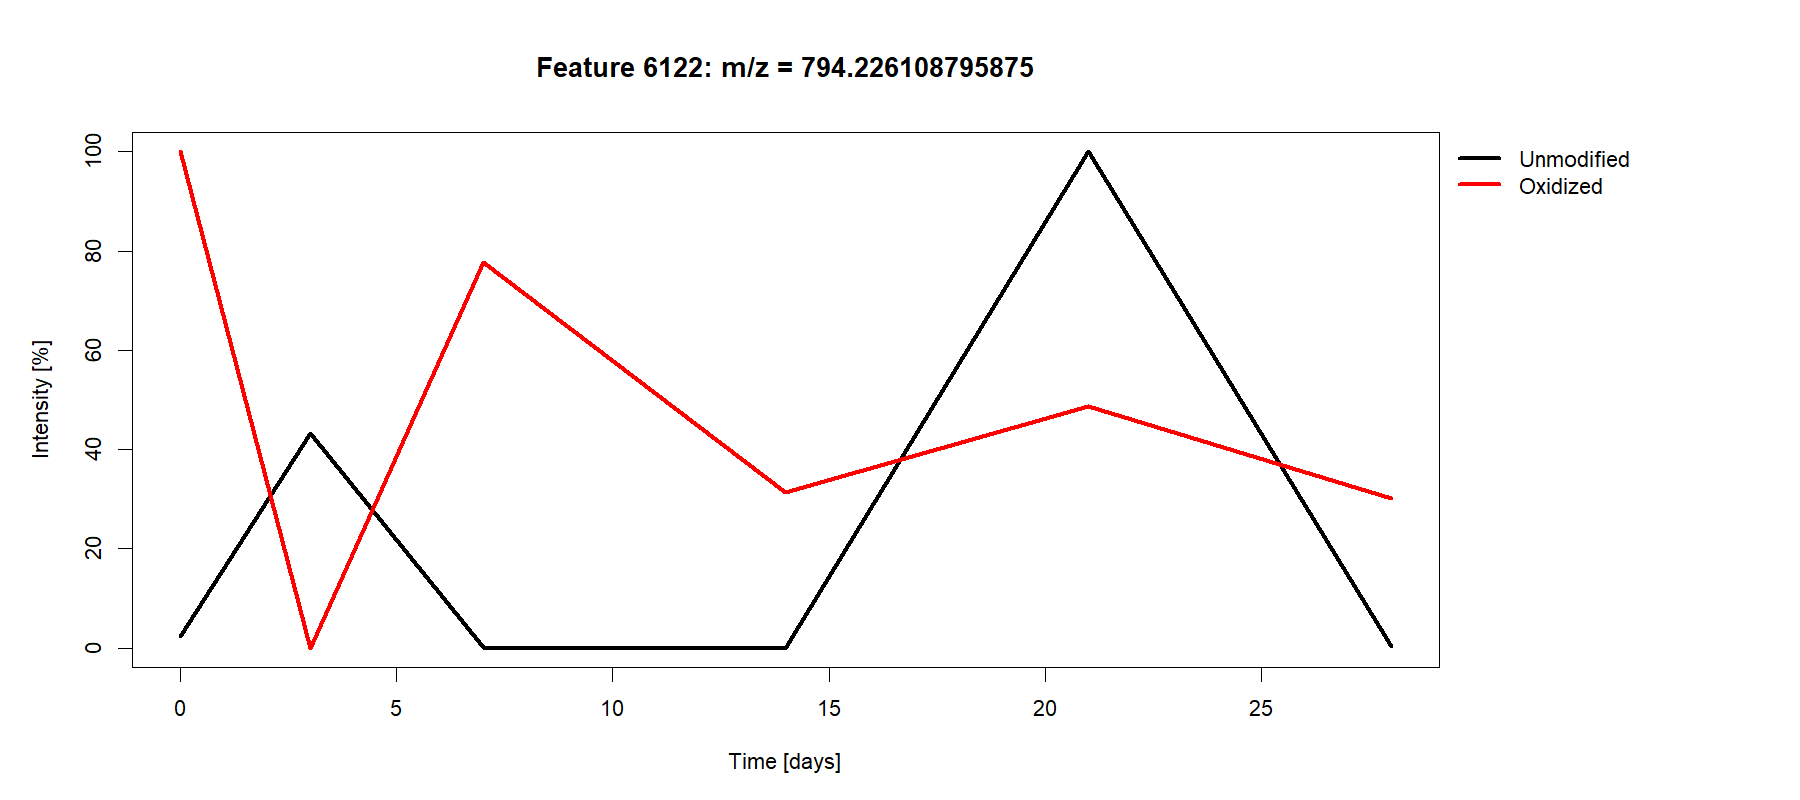 Feature 6122: m/z = 794.226108795875
Unmodified
Oxidized
Intensity [%]
100
80
60
40
20
0
0 5 10 15 20 25
Time [days]